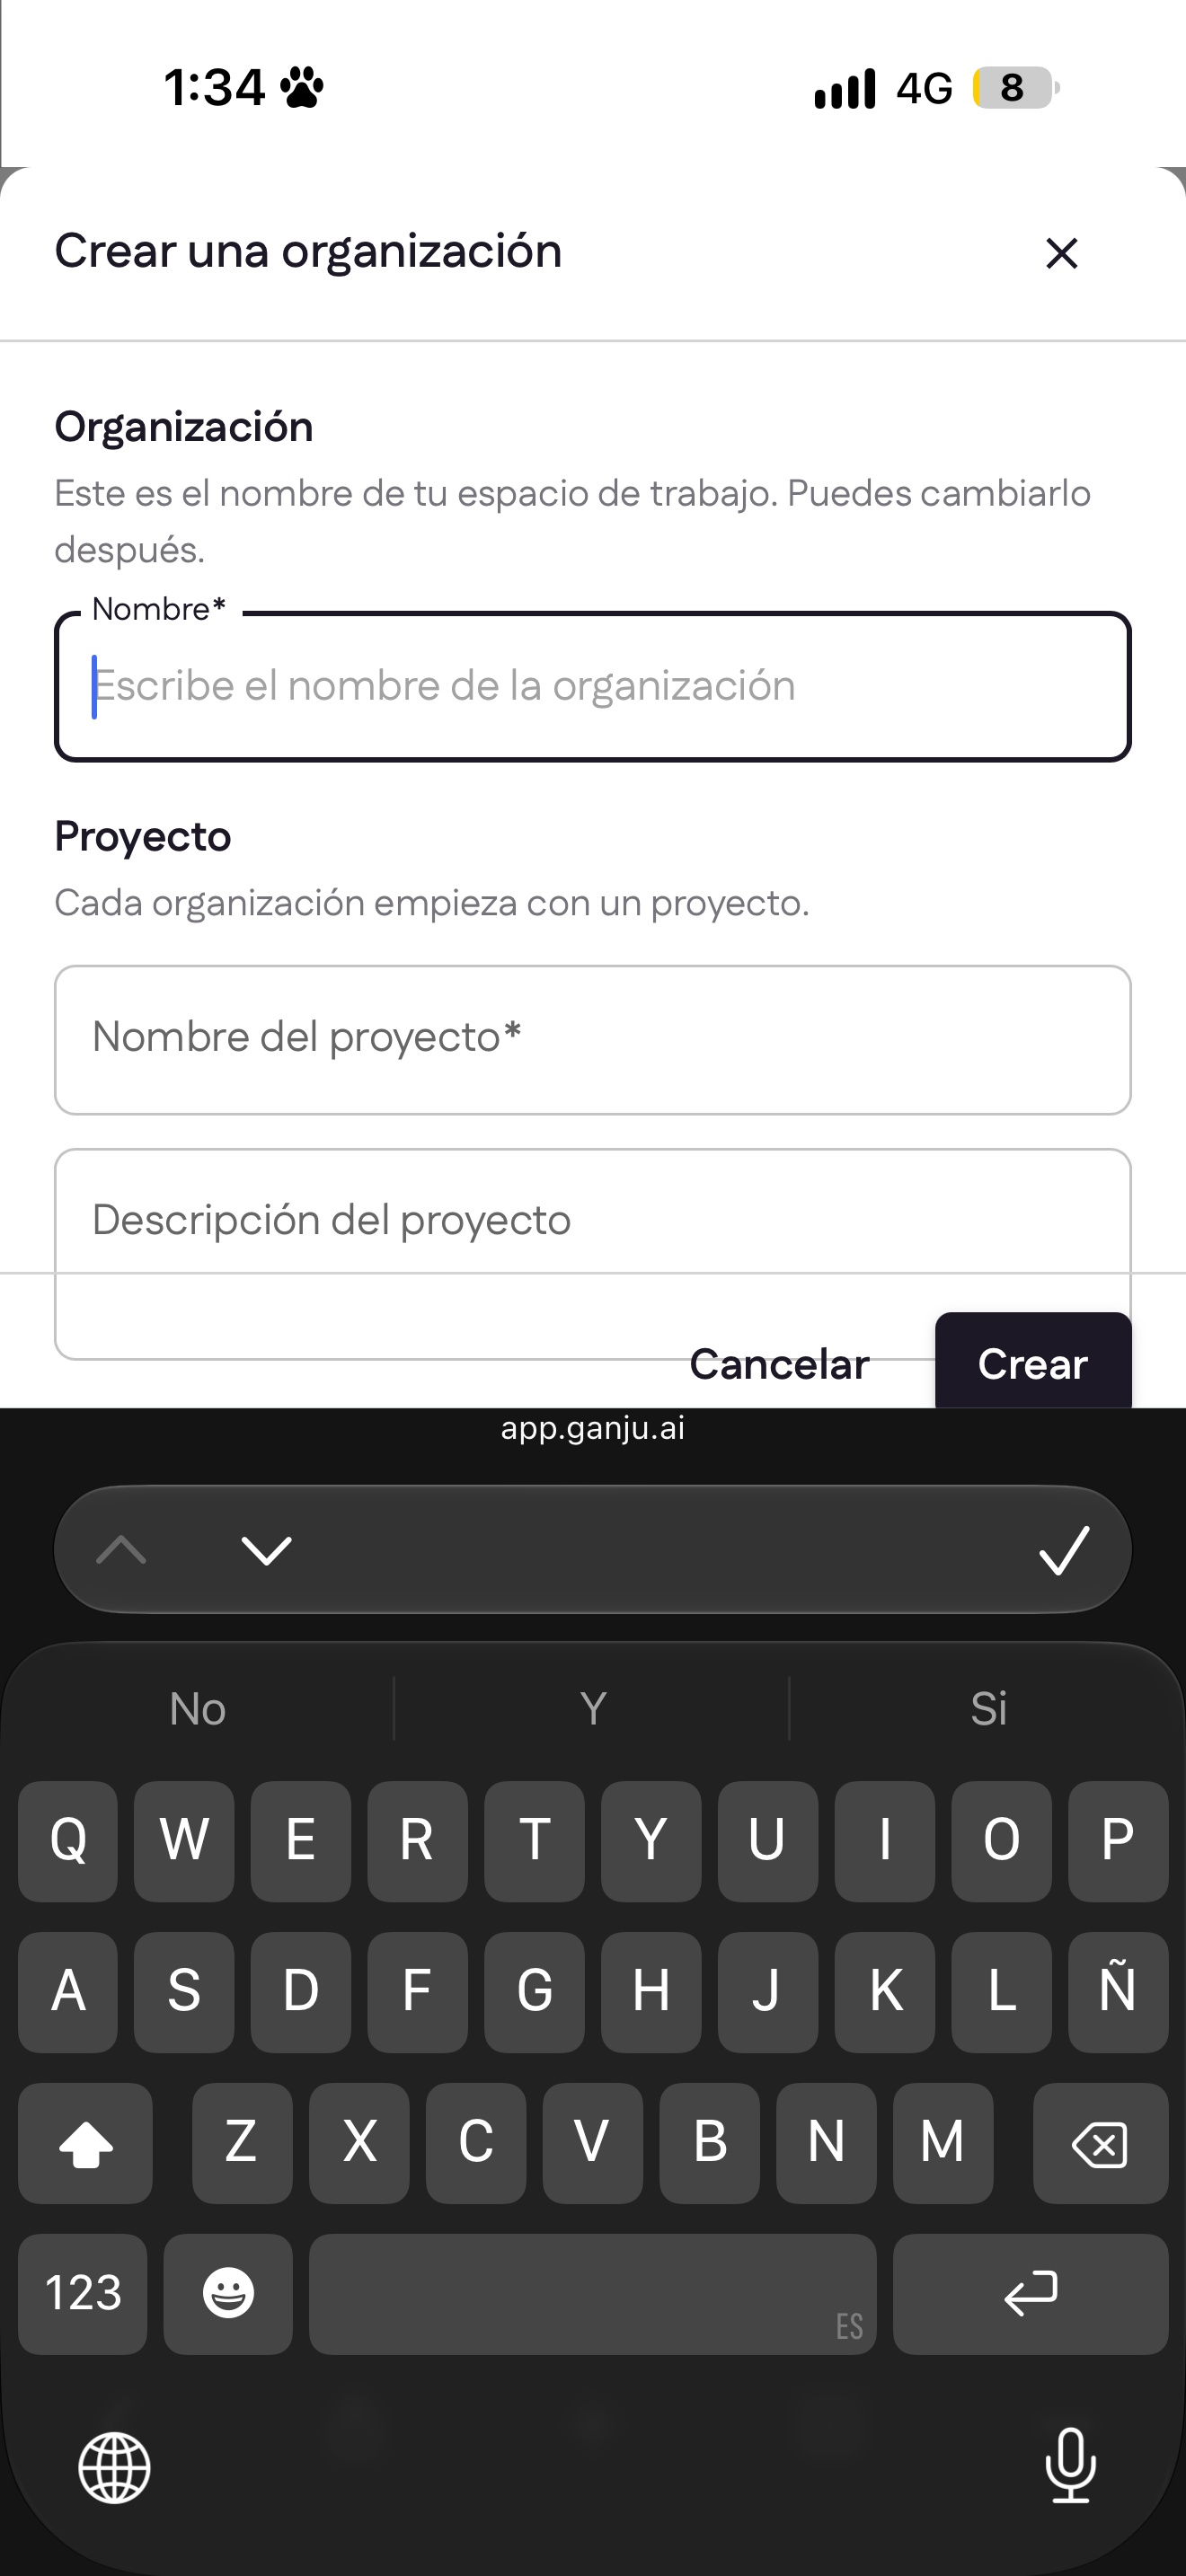 1:34 4G 8
Crear una organización
Organización
Este es el nombre de tu espacio de trabajo. Puedes cambiarlo
después.
Nombre*
Escribe el nombre de la organización
Proyecto
Cada organización empieza con un proyecto.
Nombre del proyecto*
Descripción del proyecto
Cancelar Crear
app.ganju.ai
No Y Si
Q W E R T Y U I O P
A S D F G H J K L Ñ
Z X C V B N M
123 ES